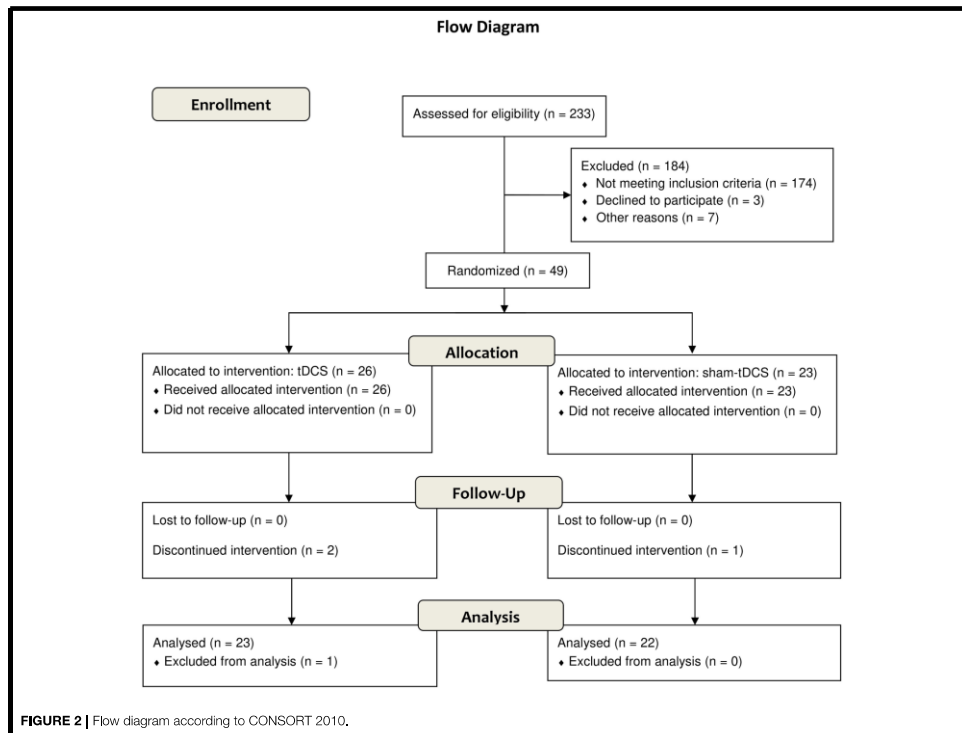 Flow Diagram
Enrollment
Assessed for eligibility (n = 233)
Excluded (n = 184)
♦ Not meeting inclusion criteria (n = 174)
♦ Declined to participate (n = 3)
♦ Other reasons (n = 7)
Randomized (n = 49)
Allocation
Allocated to intervention: tDCS (n = 26)
♦ Received allocated intervention (n = 26)
♦ Did not receive allocated intervention (n = 0)
Allocated to intervention: sham-tDCS (n = 23)
♦ Received allocated intervention (n = 23)
♦ Did not receive allocated intervention (n = 0)
Follow-Up
Lost to follow-up (n = 0)
Discontinued intervention (n = 2)
Lost to follow-up (n = 0)
Discontinued intervention (n = 1)
Analysis
Analysed (n = 23)
♦ Excluded from analysis (n = 1)
Analysed (n = 22)
♦ Excluded from analysis (n = 0)
FIGURE 2 | Flow diagram according to CONSORT 2010.